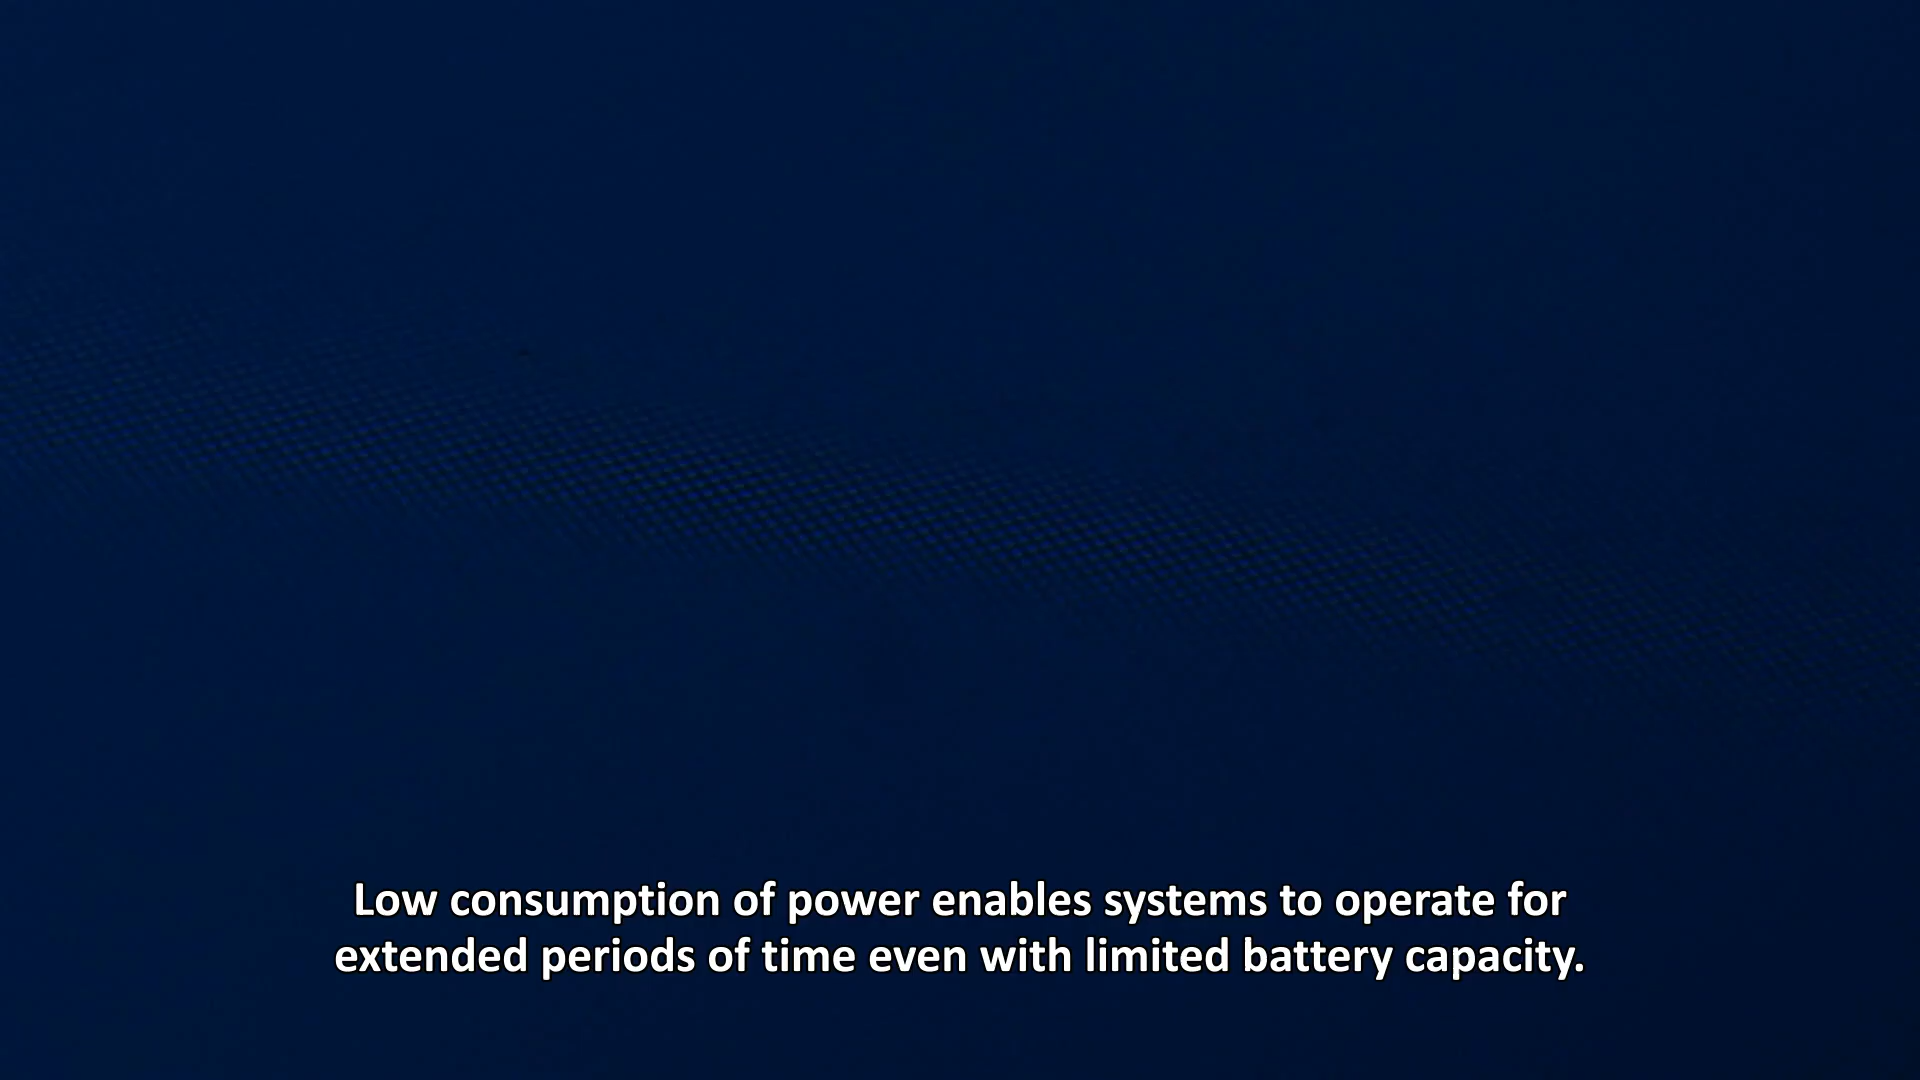 Low consumption of power enables systems to operate for
extended periods of time even with limited battery capacity.